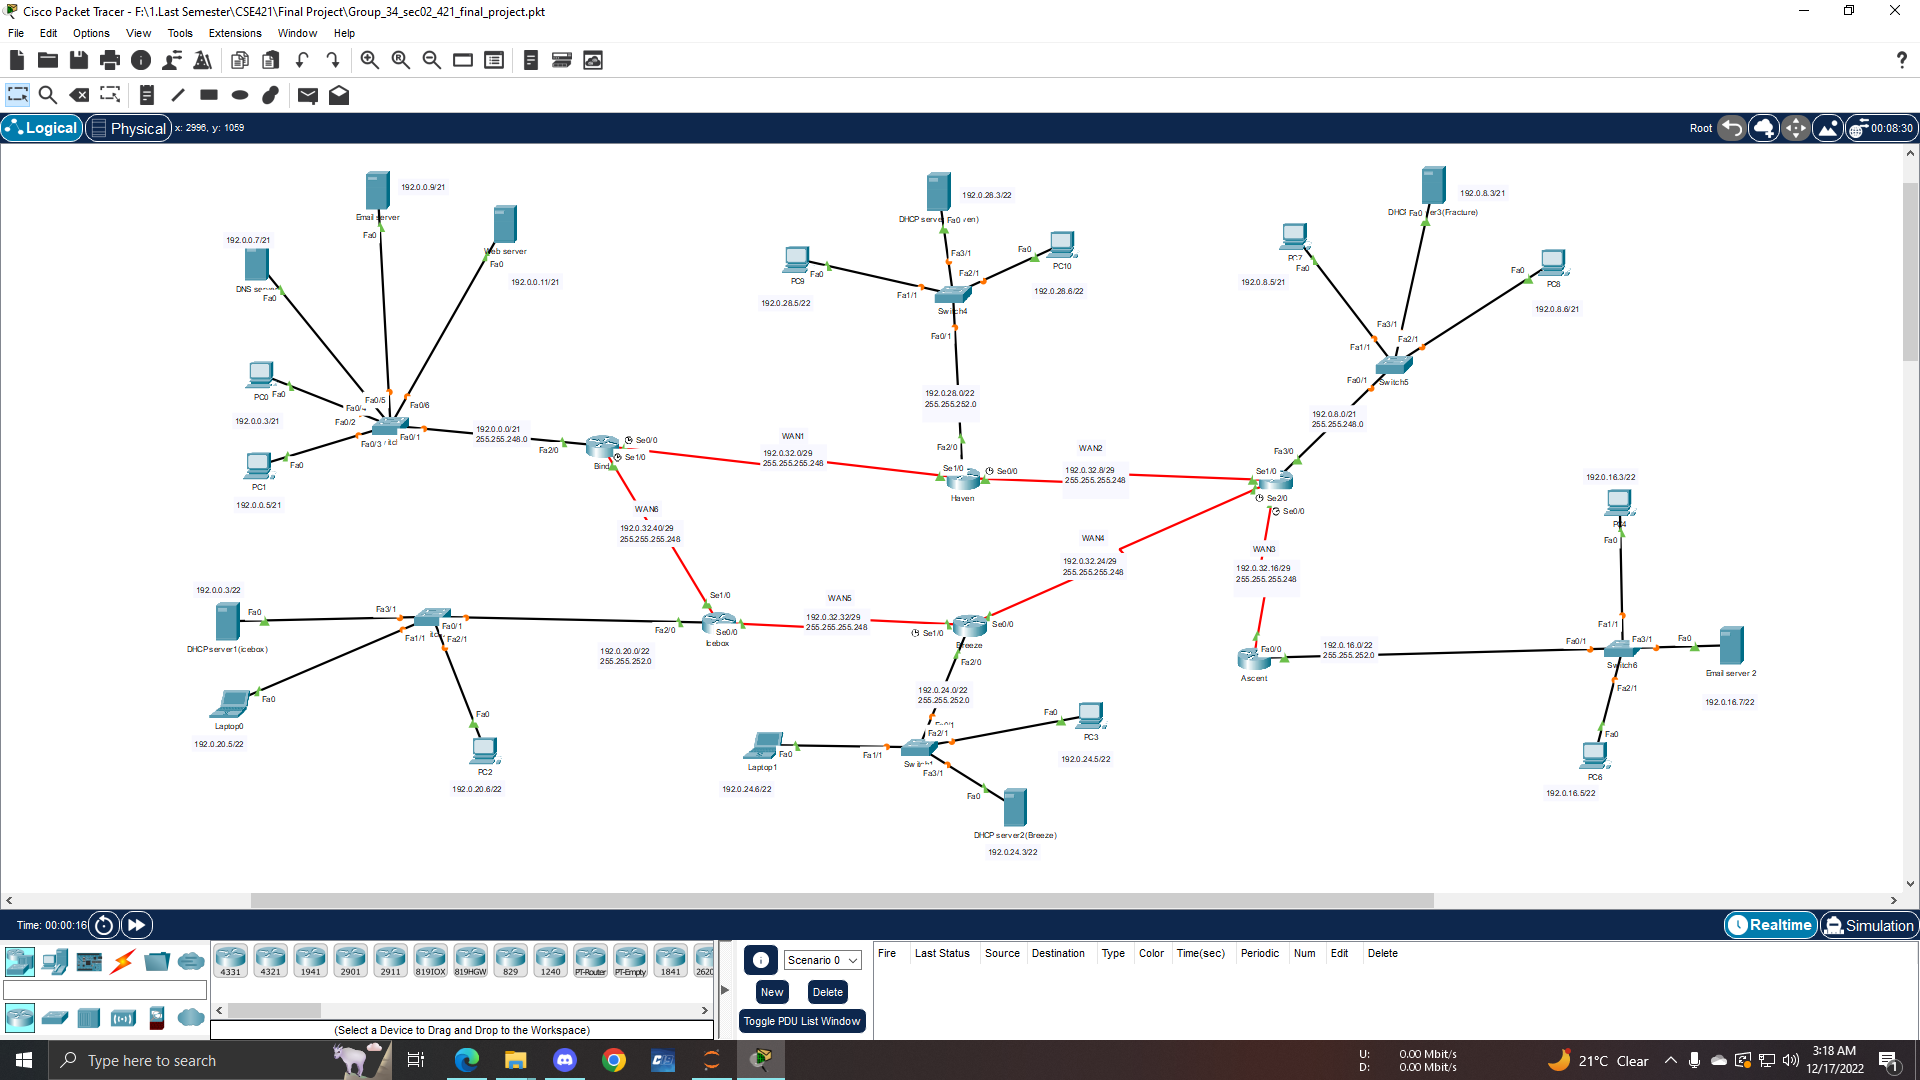 Cisco Packet Tracer - F:\1.Last Semester\CSE421\Final Project\Group_34_sec02_421_final_project.pkt
File Edit Options View Tools Extensions Window Help
Logical Physical x: 2996, y: 1059 Root 00:08:30
192.0.0.9/21
Email server
Fa0
192.0.0.7/21
DNS
Fa0
Web server
Fa0
192.0.0.11/21
PC0
Fa0
192.0.0.3/21
PC1
Fa0
192.0.0.5/21
Fa0/5
Fa0/6
Fa0/2
Fa0/3
Fa0/1
192.0.0.0/21
255.255.248.0
Fa2/0
Se0/0
Se1/0
Bind
192.0.28.3/22
DHCP
Fa0
PC9
Fa0
192.0.28.5/22
PC10
Fa0
192.0.28.6/22
Fa3/1
Fa2/1
Fa1/1
Switch4
Fa0/1
192.0.28.0/22
255.255.252.0
Fa2/0
Se1/0
Se0/0
Haven
WAN1
192.0.32.0/29
255.255.255.248
WAN2
192.0.32.8/29
255.255.255.248
192.0.8.3/21
Fa0
PC7
Fa0
192.0.8.5/21
PC8
Fa0
192.0.8.6/21
Fa3/1
Fa2/1
Fa1/1
Fa0/1
Switch5
192.0.8.0/21
255.255.248.0
Fa3/0
Se1/0
Se2/0
Se0/0
WAN6
192.0.32.40/29
255.255.255.248
WAN4
192.0.32.24/29
255.255.255.248
WAN3
192.0.32.16/29
255.255.255.248
192.0.16.3/22
PC4
Fa0
Fa1/1
Fa0/1
Fa3/1
Fa0
Switch6
Email server 2
Fa2/1
192.0.16.7/22
Fa0
PC6
192.0.16.5/22
192.0.16.0/22
255.255.252.0
Fa0/0
Ascent
192.0.0.3/22
Fa0
DHCP server1(icebox)
Fa3/1
Fa0/1
Fa1/1
Fa2/1
Fa0
Laptop0
192.0.20.5/22
Fa0
PC2
192.0.20.6/22
192.0.20.0/22
255.255.252.0
Fa2/0
Se1/0
Se0/0
Icebox
WAN5
192.0.32.32/29
255.255.255.248
Se1/0
Se0/0
Breeze
Fa2/0
192.0.24.0/22
255.255.252.0
Fa2/1
Fa1/1
Fa3/1
Fa0
Laptop1
192.0.24.6/22
Fa0
PC3
192.0.24.5/22
Fa0
DHCP server2(Breeze)
192.0.24.3/22
Time: 00:00:16 Realtime Simulation
4331 4321 1941 2901 2911 819IOX 819HGW 829 1240 PT-Router PT-Empty 1841
(Select a Device to Drag and Drop to the Workspace)
Scenario 0
New Delete
Toggle PDU List Window
Fire Last Status Source Destination Type Color Time(sec) Periodic Num Edit Delete
Type here to search
U: 0.00 Mbit/s
D: 0.00 Mbit/s
21°C Clear
3:18 AM
12/17/2022
1